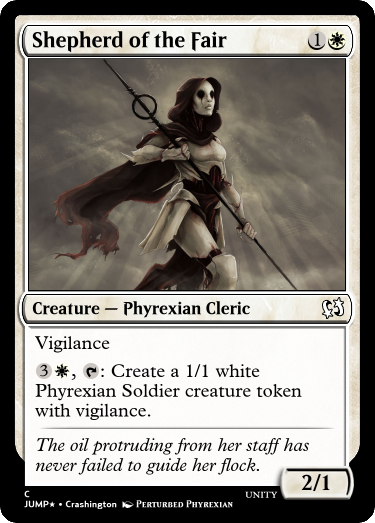 Shepherd of the Fair 1
Creature — Phyrexian Cleric
Vigilance
3, : Create a 1/1 white
Phyrexian Soldier creature token
with vigilance.
The oil protruding from her staff has
never failed to guide her flock.
2/1
C UNITY
JUMP★ • Crashington Perturbed Phyrexian